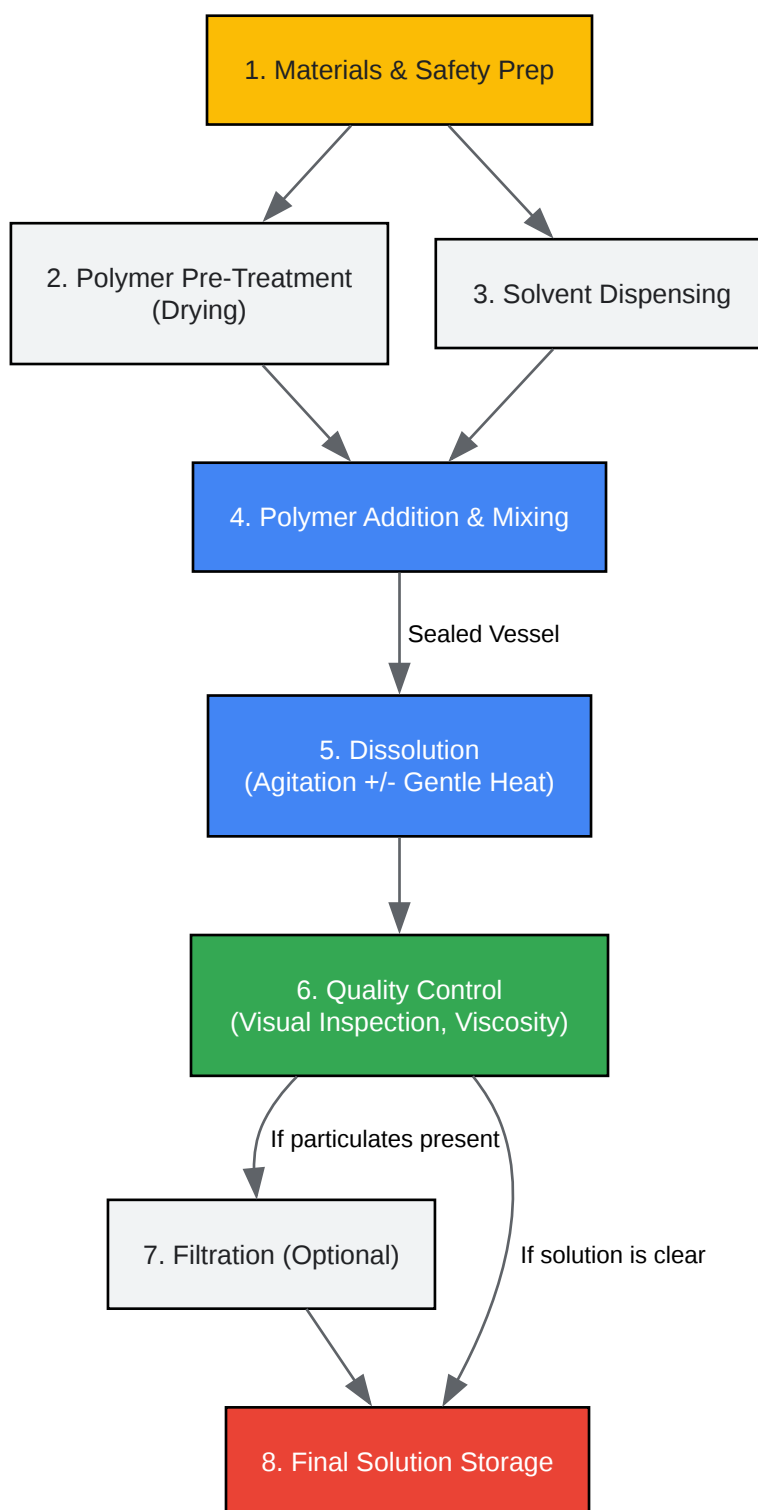 1. Materials & Safety Prep
2. Polymer Pre-Treatment
(Drying)
3. Solvent Dispensing
4. Polymer Addition & Mixing
Sealed Vessel
5. Dissolution
(Agitation +/- Gentle Heat)
6. Quality Control
(Visual Inspection, Viscosity)
If particulates present
7. Filtration (Optional)
If solution is clear
8. Final Solution Storage